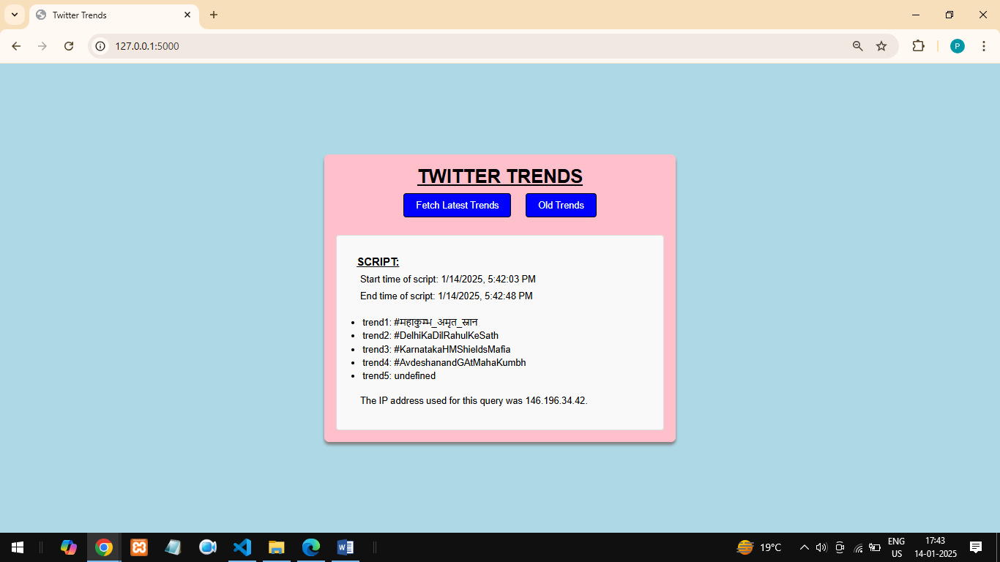 Twitter Trends
127.0.0.1:5000
P
TWITTER TRENDS
Fetch Latest Trends
Old Trends
SCRIPT:
Start time of script: 1/14/2025, 5:42:03 PM
End time of script: 1/14/2025, 5:42:48 PM
• trend1: #महाकुम्भ_अमृत_स्नान
• trend2: #DelhiKaDilRahulKeSath
• trend3: #KarnatakaHMShieldsMafia
• trend4: #AvdeshanandGAtMahaKumbh
• trend5: undefined
The IP address used for this query was 146.196.34.42.
19°C
ENG
US
17:43
14-01-2025